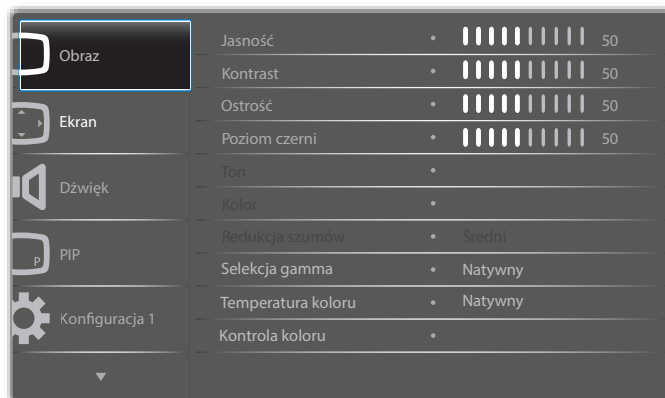 Obraz
Ekran
Dźwięk
PIP
P
Konfiguracja 1
Jasność • 50
Kontrast • 50
Ostrość • 50
Poziom czerni • 50
Ton •
Kolor •
Redukcja szumów • Średni
Selekcja gamma • Natywny
Temperatura koloru • Natywny
Kontrola koloru •